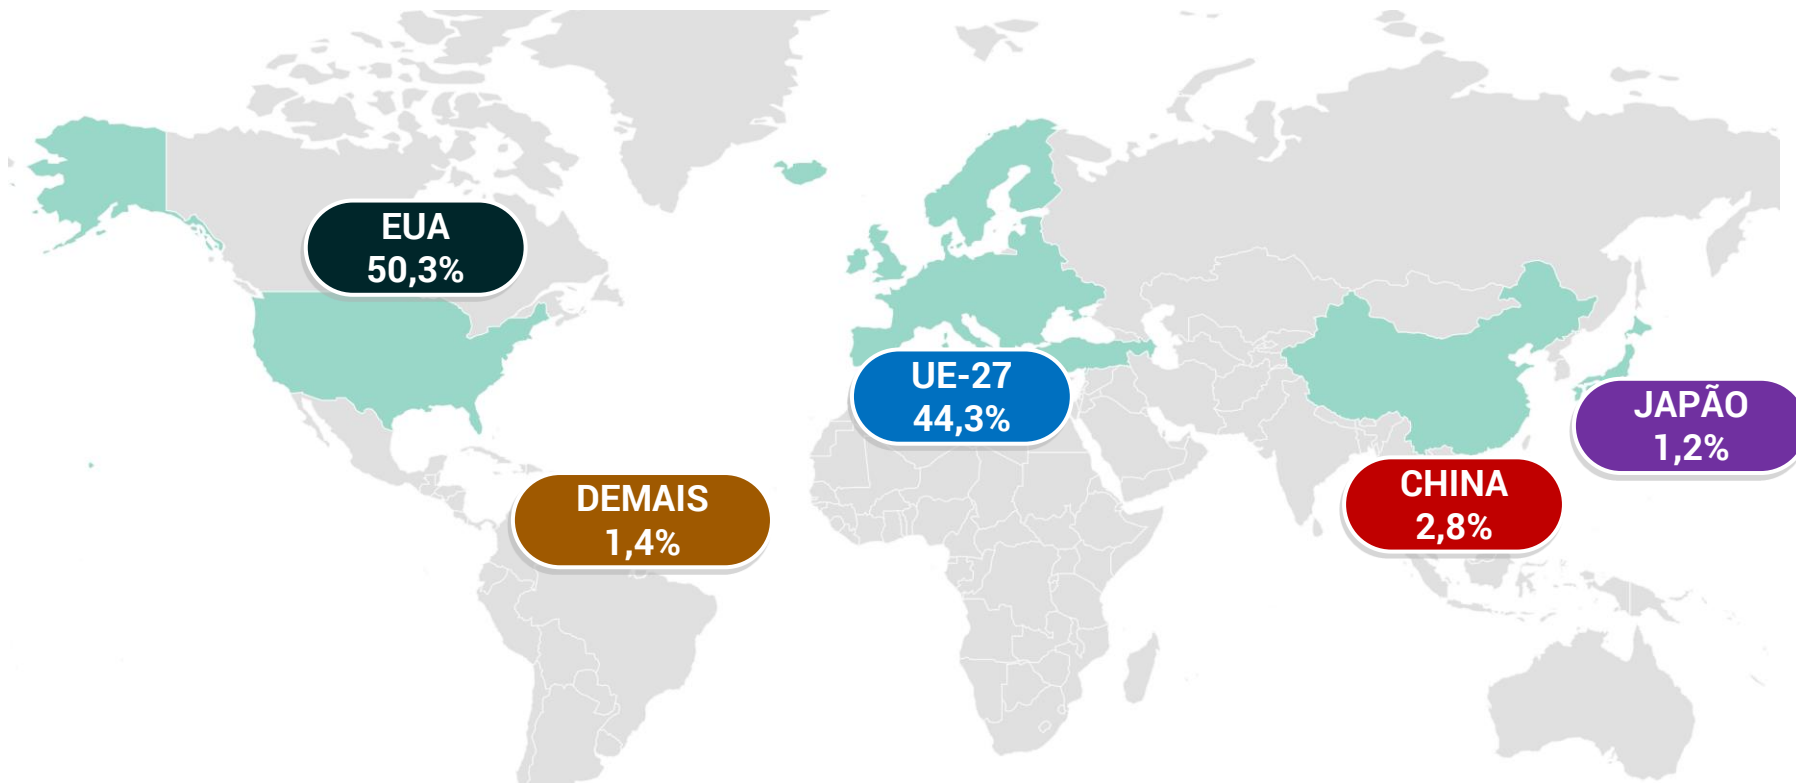 EUA
50,3%
UE-27
44,3%
JAPÃO
1,2%
CHINA
2,8%
DEMAIS
1,4%